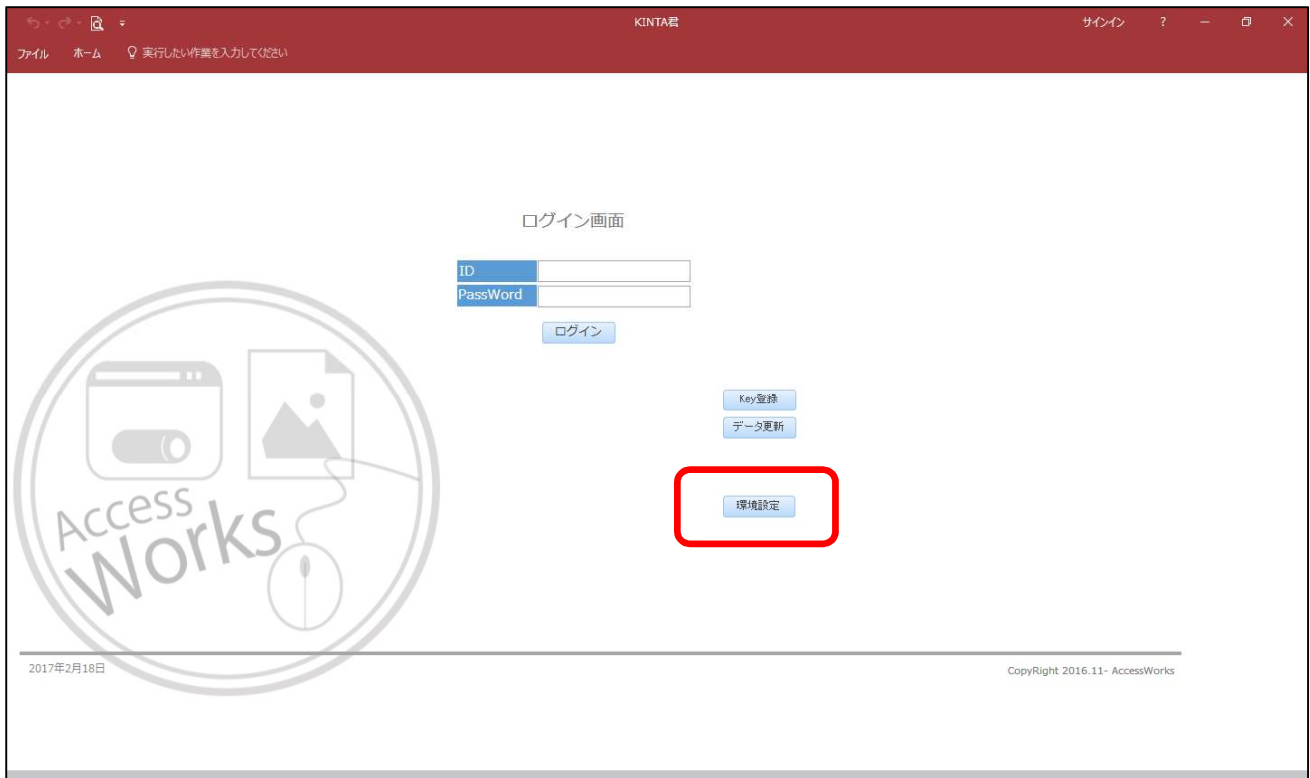 KINTA君
サインイン ?
ファイル ホーム 実行したい作業を入力してください
ログイン画面
ID
PassWord
ログイン
Key登録
データ更新
環境設定
Access
Works
2017年2月18日
CopyRight 2016.11- AccessWorks